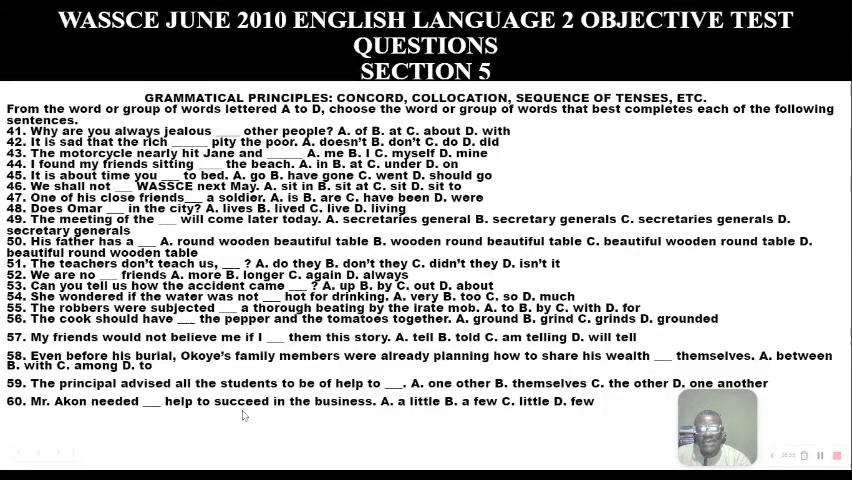 WASSCE JUNE 2010 ENGLISH LANGUAGE 2 OBJECTIVE TEST
QUESTIONS
SECTION 5
GRAMMATICAL PRINCIPLES: CONCORD, COLLOCATION, SEQUENCE OF TENSES, ETC.
From the word or group of words lettered A to D, choose the word or group of words that best completes each of the following
sentences.
41. Why are you always jealous ____ other people? A. of B. at C. about D. with
42. It is sad that the rich ______ pity the poor. A. doesn't B. don't C. do D. did
43. The motorcycle nearly hit Jane and ______ A. me B. I C. myself D. mine
44. I found my friends sitting ____ the beach. A. in B. at C. under D. on
45. It is about time you ___ to bed. A. go B. have gone C. went D. should go
46. We shall not ___ WASSCE next May. A. sit in B. sit at C. sit D. sit to
47. One of his close friends___ a soldier. A. is B. are C. have been D. were
48. Does Omar ___ in the city? A. lives B. lived C. live D. living
49. The meeting of the ___ will come later today. A. secretaries general B. secretary generals C. secretaries generals D.
secretary generals
50. His father has a ___ A. round wooden beautiful table B. wooden round beautiful table C. beautiful wooden round table D.
beautiful round wooden table
51. The teachers don't teach us, ___ ? A. do they B. don't they C. didn't they D. isn't it
52. We are no ___ friends A. more B. longer C. again D. always
53. Can you tell us how the accident came ___ ? A. up B. by C. out D. about
54. She wondered if the water was not ___ hot for drinking. A. very B. too C. so D. much
55. The robbers were subjected ___ a thorough beating by the irate mob. A. to B. by C. with D. for
56. The cook should have ___ the pepper and the tomatoes together. A. ground B. grind C. grinds D. grounded
57. My friends would not believe me if I ___ them this story. A. tell B. told C. am telling D. will tell
58. Even before his burial, Okoye's family members were already planning how to share his wealth ___ themselves. A. between
B. with C. among D. to
59. The principal advised all the students to be of help to ___. A. one other B. themselves C. the other D. one another
60. Mr. Akon needed ___ help to succeed in the business. A. a little B. a few C. little D. few